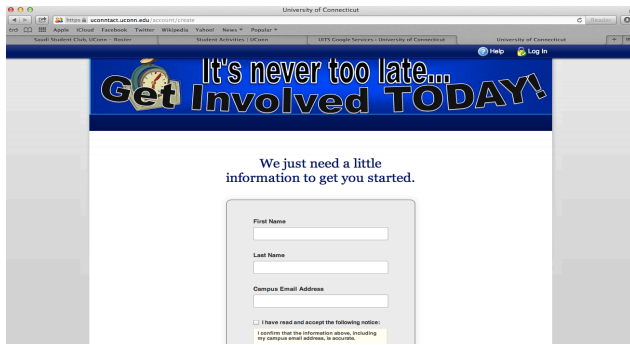 University of Connecticut
https uconntact.uconn.edu/account/create
Reader
Apple iCloud Facebook Twitter Wikipedia Yahoo! News Popular
Saudi Student Club, UConn - Roster
Student Activities | UConn
UITS Google Services - University of Connecticut
University of Connecticut
Help Log In
It's never too late...
Get Involved TODAY!
We just need a little
information to get you started.
First Name
Last Name
Campus Email Address
I have read and accept the following notice:
I confirm that the information above, including
my campus email address, is accurate.